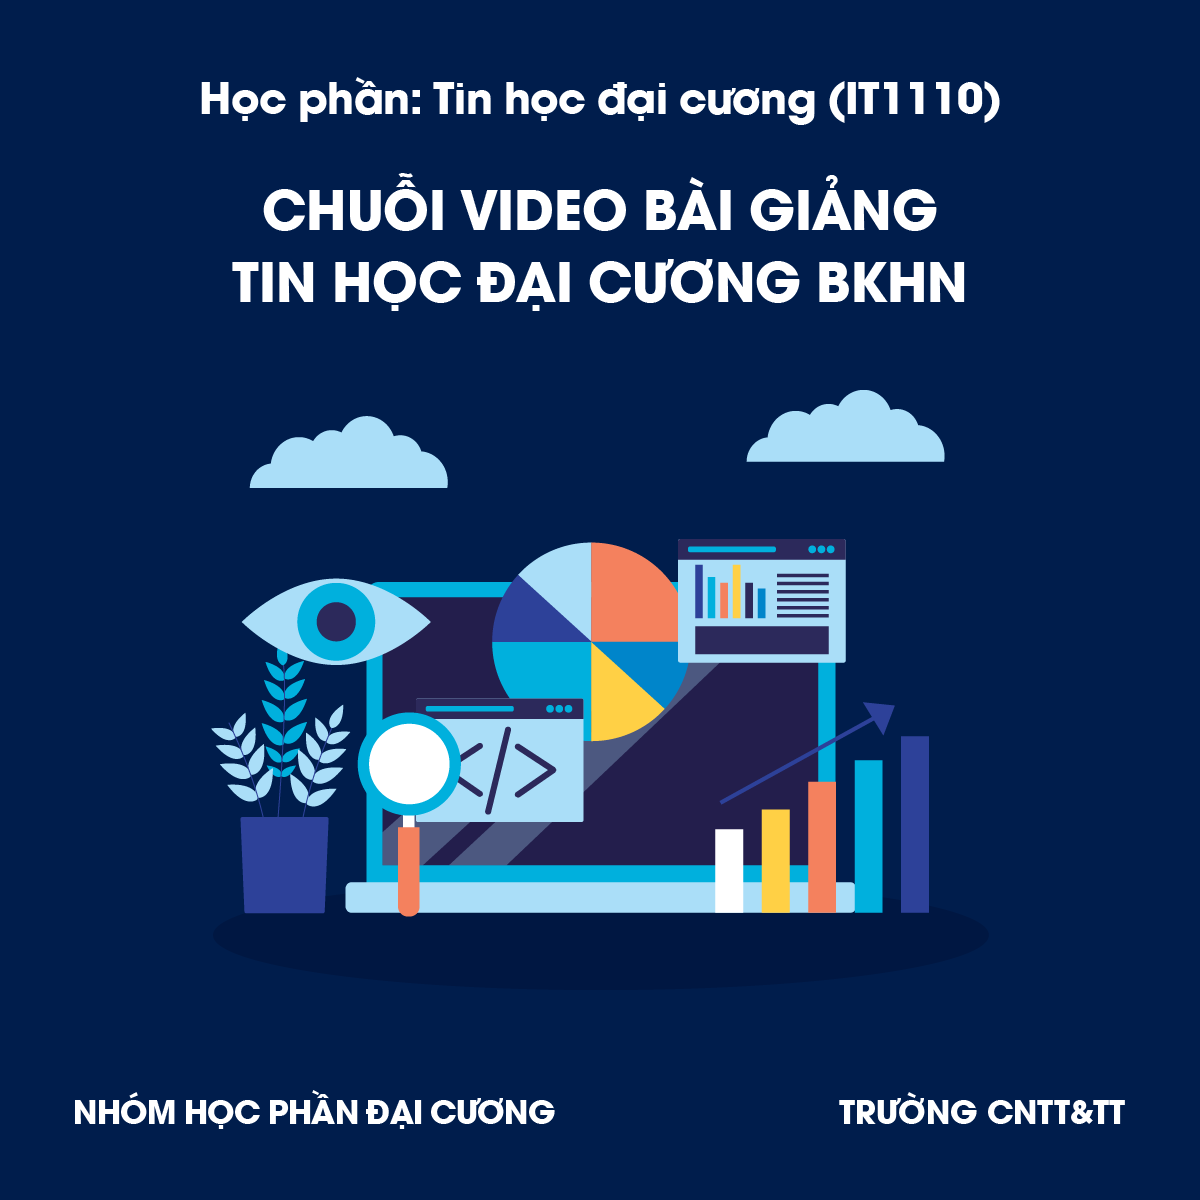 Học phần: Tin học đại cương (IT1110)
CHUỖI VIDEO BÀI GIẢNG
TIN HỌC ĐẠI CƯƠNG BKHN
</>
NHÓM HỌC PHẦN ĐẠI CƯƠNG
TRƯỜNG CNTT&TT